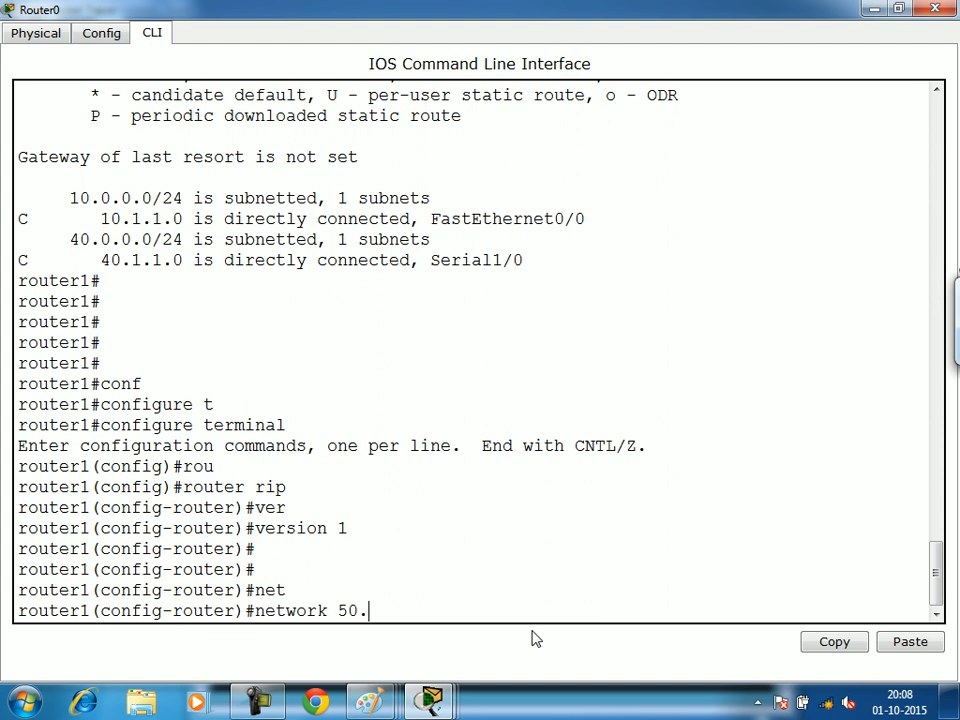 Router0
Physical Config CLI
IOS Command Line Interface
* - candidate default, U - per-user static route, o - ODR
P - periodic downloaded static route
Gateway of last resort is not set
10.0.0.0/24 is subnetted, 1 subnets
C 10.1.1.0 is directly connected, FastEthernet0/0
40.0.0.0/24 is subnetted, 1 subnets
C 40.1.1.0 is directly connected, Serial1/0
router1#
router1#
router1#
router1#
router1#
router1#conf
router1#configure t
router1#configure terminal
Enter configuration commands, one per line. End with CNTL/Z.
router1(config)#rou
router1(config)#router rip
router1(config-router)#ver
router1(config-router)#version 1
router1(config-router)#
router1(config-router)#
router1(config-router)#net
router1(config-router)#network 50.
Copy Paste
20:08
01-10-2015